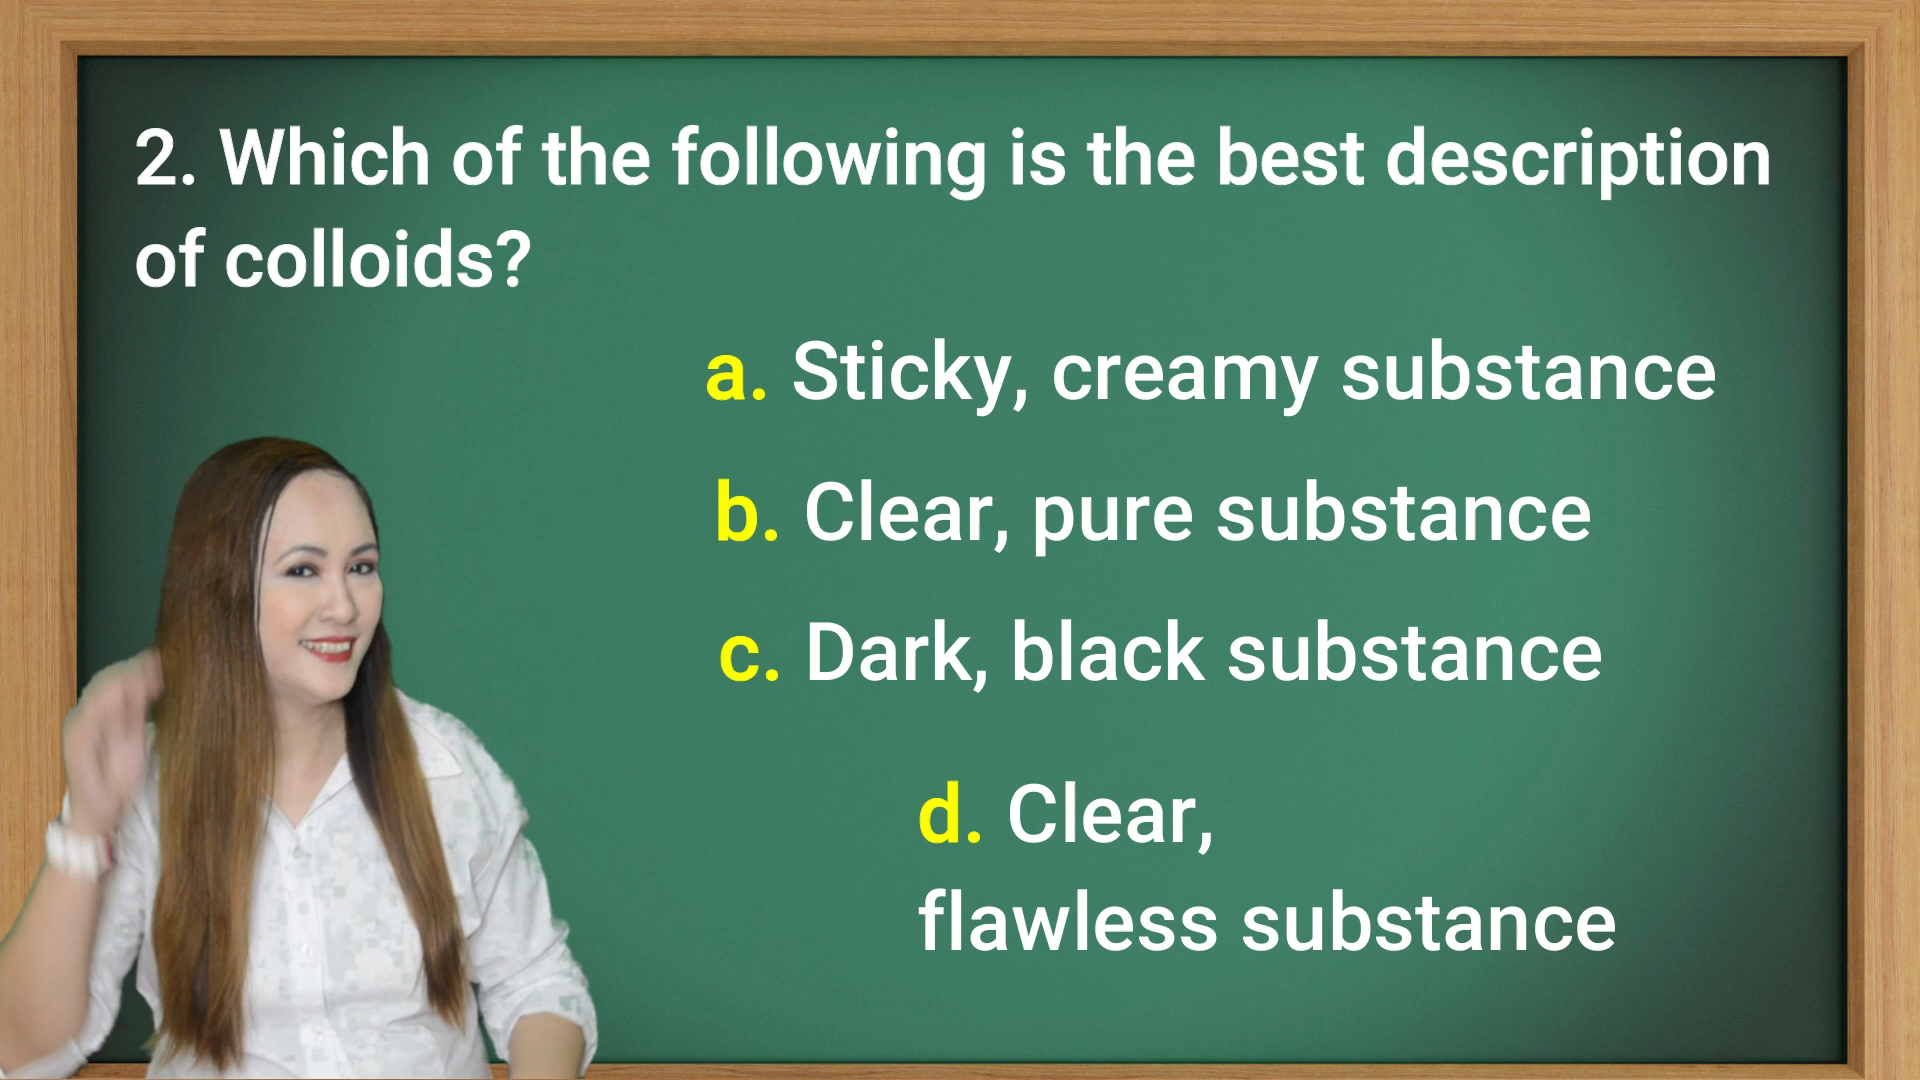 2. Which of the following is the best description
of colloids?
a. Sticky, creamy substance
b. Clear, pure substance
c. Dark, black substance
d. Clear,
flawless substance